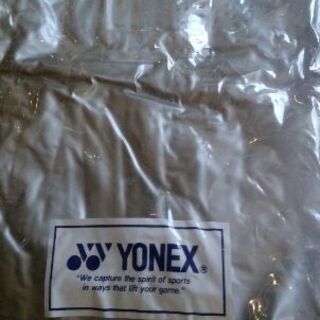 YONEX®
"We capture the spirit of sports
in ways that lift your game."